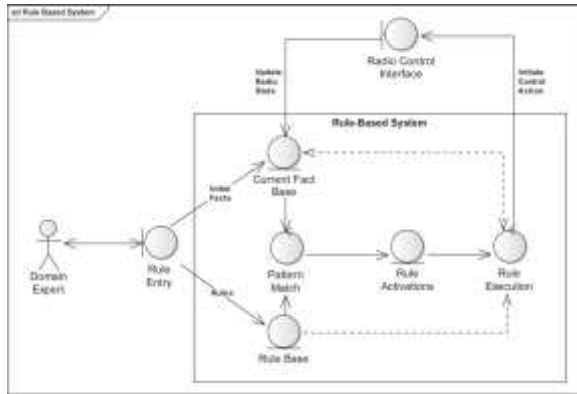 Rule Based System
Radio Control
Interface
Update
Radio
State
Initiate
Control
Action
Rule-Based System
Current Fact
Base
Initial
Facts
Domain
Expert
Rule
Entry
Pattern
Match
Rule
Activations
Rule
Execution
Rules
Rule Base